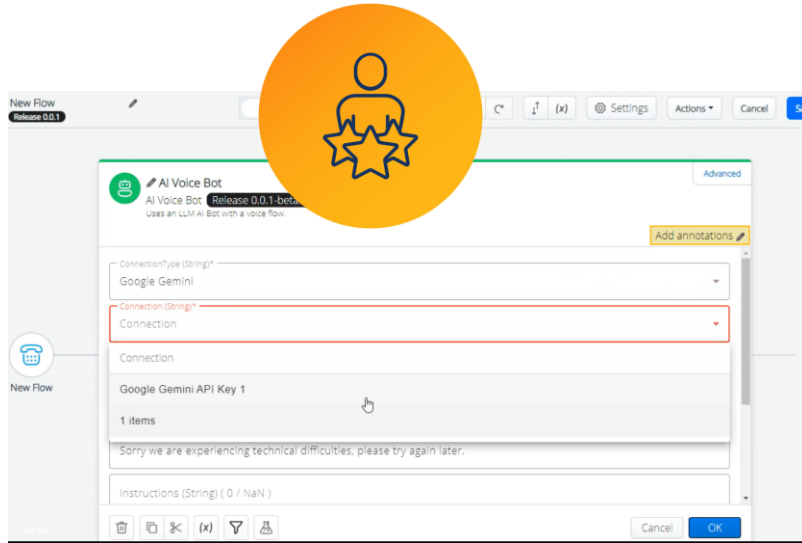 New Flow
Release 0.0.1
(x)
Settings
Actions
Cancel
AI Voice Bot
AI Voice Bot Release 0.0.1-beta
Uses an LLM AI Bot with a voice flow.
Advanced
Add annotations
ConnectionType (String)*
Google Gemini
Connection (String)*
Connection
Connection
Google Gemini API Key 1
1 items
New Flow
Sorry we are experiencing technical difficulties, please try again later.
Instructions (String) ( 0 / NaN )
(x)
Cancel
OK